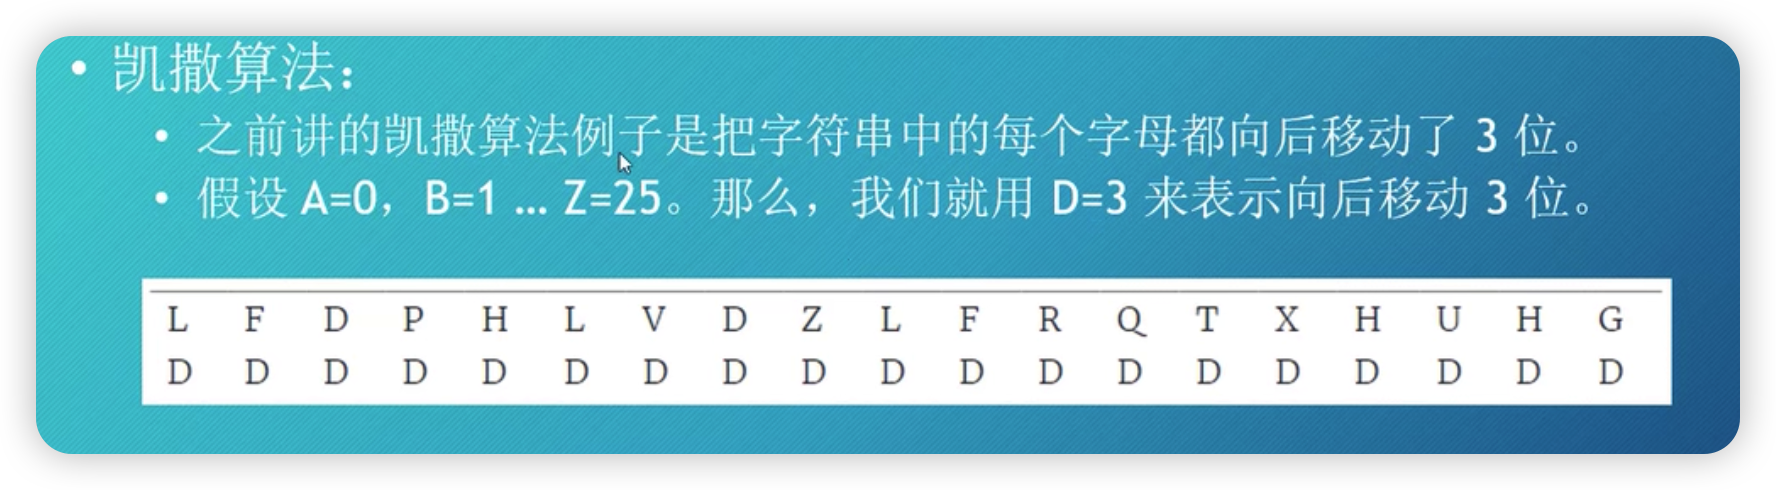 • 凯撒算法：
• 之前讲的凯撒算法例子是把字符串中的每个字母都向后移动了 3 位。
• 假设 A=0，B=1 … Z=25。那么，我们就用 D=3 来表示向后移动 3 位。
L F D P H L V D Z L F R Q T X H U H G
D D D D D D D D D D D D D D D D D D D